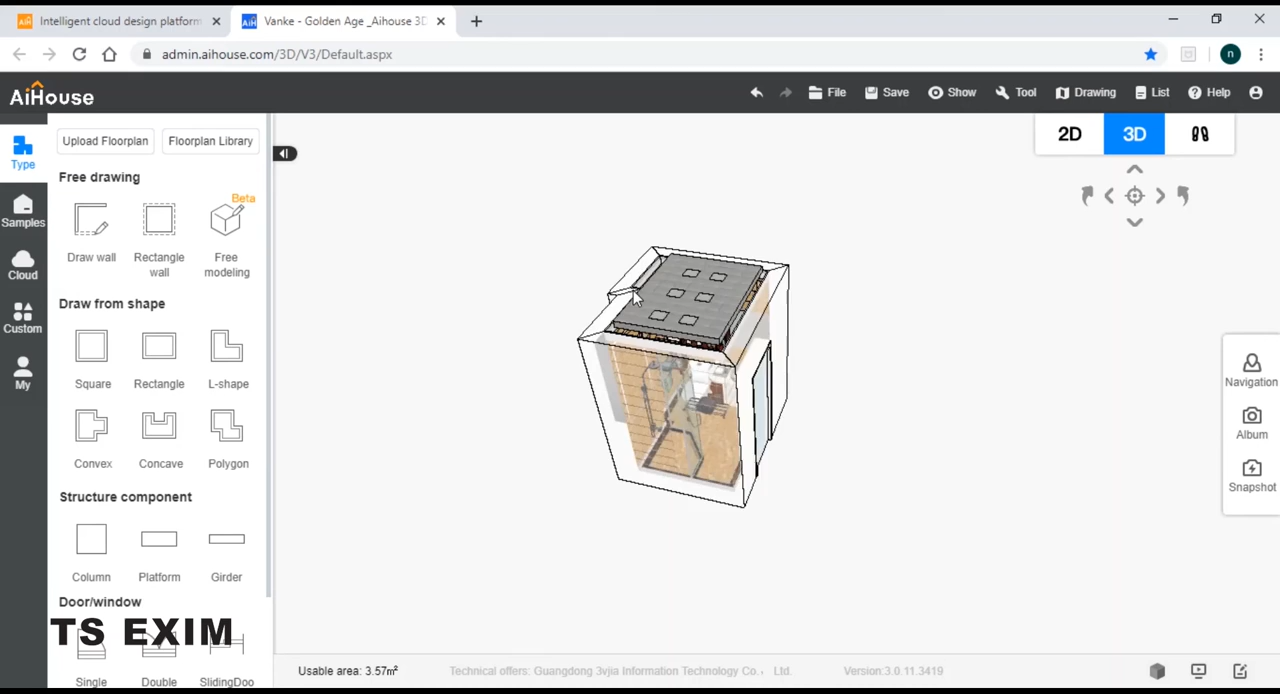 Intelligent cloud design platform
Vanke - Golden Age _Aihouse 3D
admin.aihouse.com/3D/V3/Default.aspx
n
AiHouse
File
Save
Show
Tool
Drawing
List
Help
Type
Samples
Cloud
Custom
My
Upload Floorplan
Floorplan Library
Free drawing
Beta
Draw wall
Rectangle wall
Free modeling
Draw from shape
Square
Rectangle
L-shape
Convex
Concave
Polygon
Structure component
Column
Platform
Girder
Door/window
TS EXIM
Single
Double
SlidingDoo
2D
3D
Navigation
Album
Snapshot
Usable area: 3.57m²
Technical offers: Guangdong 3vjia Information Technology Co., Ltd.
Version:3.0.11.3419